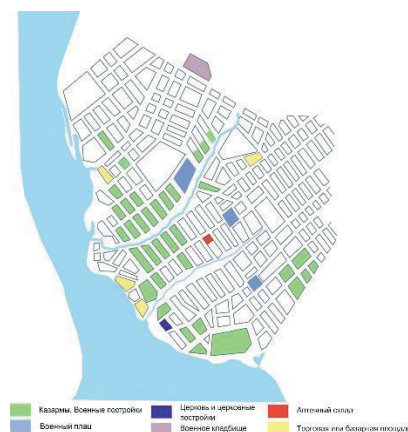 Казармы. Военные постройки
Военный плац
Церковь и церковные
постройки
Военное кладбище
Аптечный склад
Торговая или базарная площадь